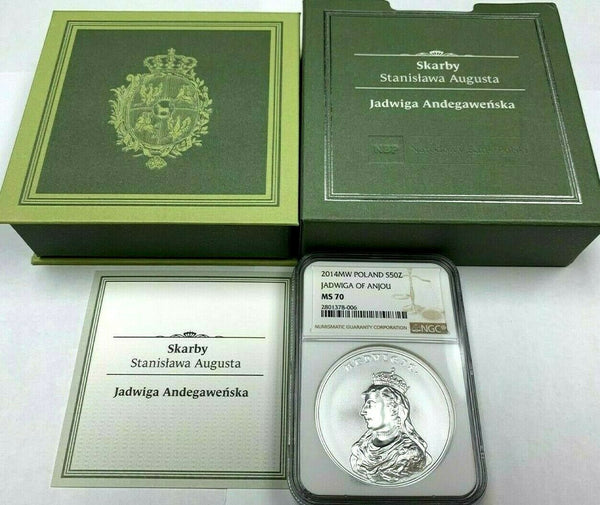 Skarby
Stanisława Augusta
Jadwiga Andegaweńska
NBP
Skarby
Stanisława Augusta
Jadwiga Andegaweńska
2014MW POLAND S50Z
JADWIGA OF ANJOU
MS 70
2801378-006
NUMISMATIC GUARANTY CORPORATION
NGC